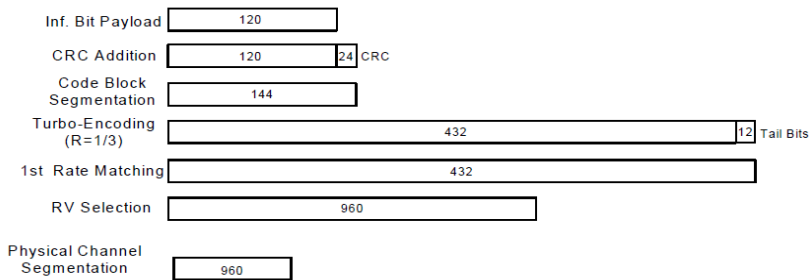 Inf. Bit Payload 120
CRC Addition 120 24 CRC
Code Block
Segmentation 144
Turbo-Encoding
(R=1/3) 432 12 Tail Bits
1st Rate Matching 432
RV Selection 960
Physical Channel
Segmentation 960